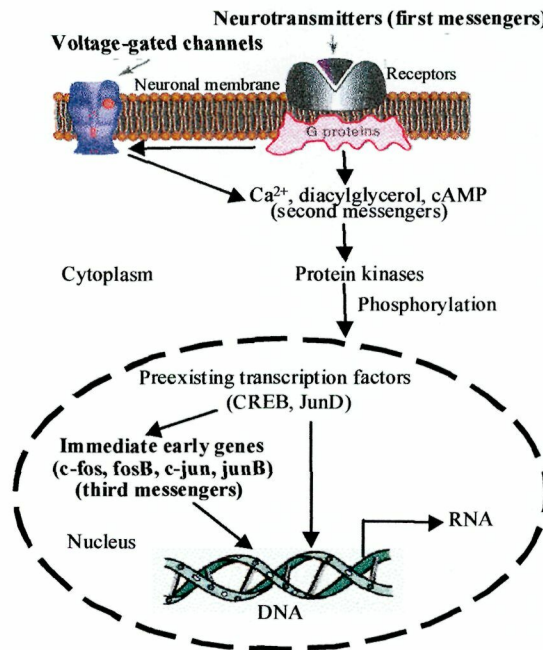 Neurotransmitters (first messengers)
Voltage-gated channels
Neuronal membrane
Receptors
G proteins
Ca²⁺, diacylglycerol, cAMP
(second messengers)
Cytoplasm
Protein kinases
Phosphorylation
Preexisting transcription factors
(CREB, JunD)
Immediate early genes
(c-fos, fosB, c-jun, junB)
(third messengers)
RNA
Nucleus
DNA